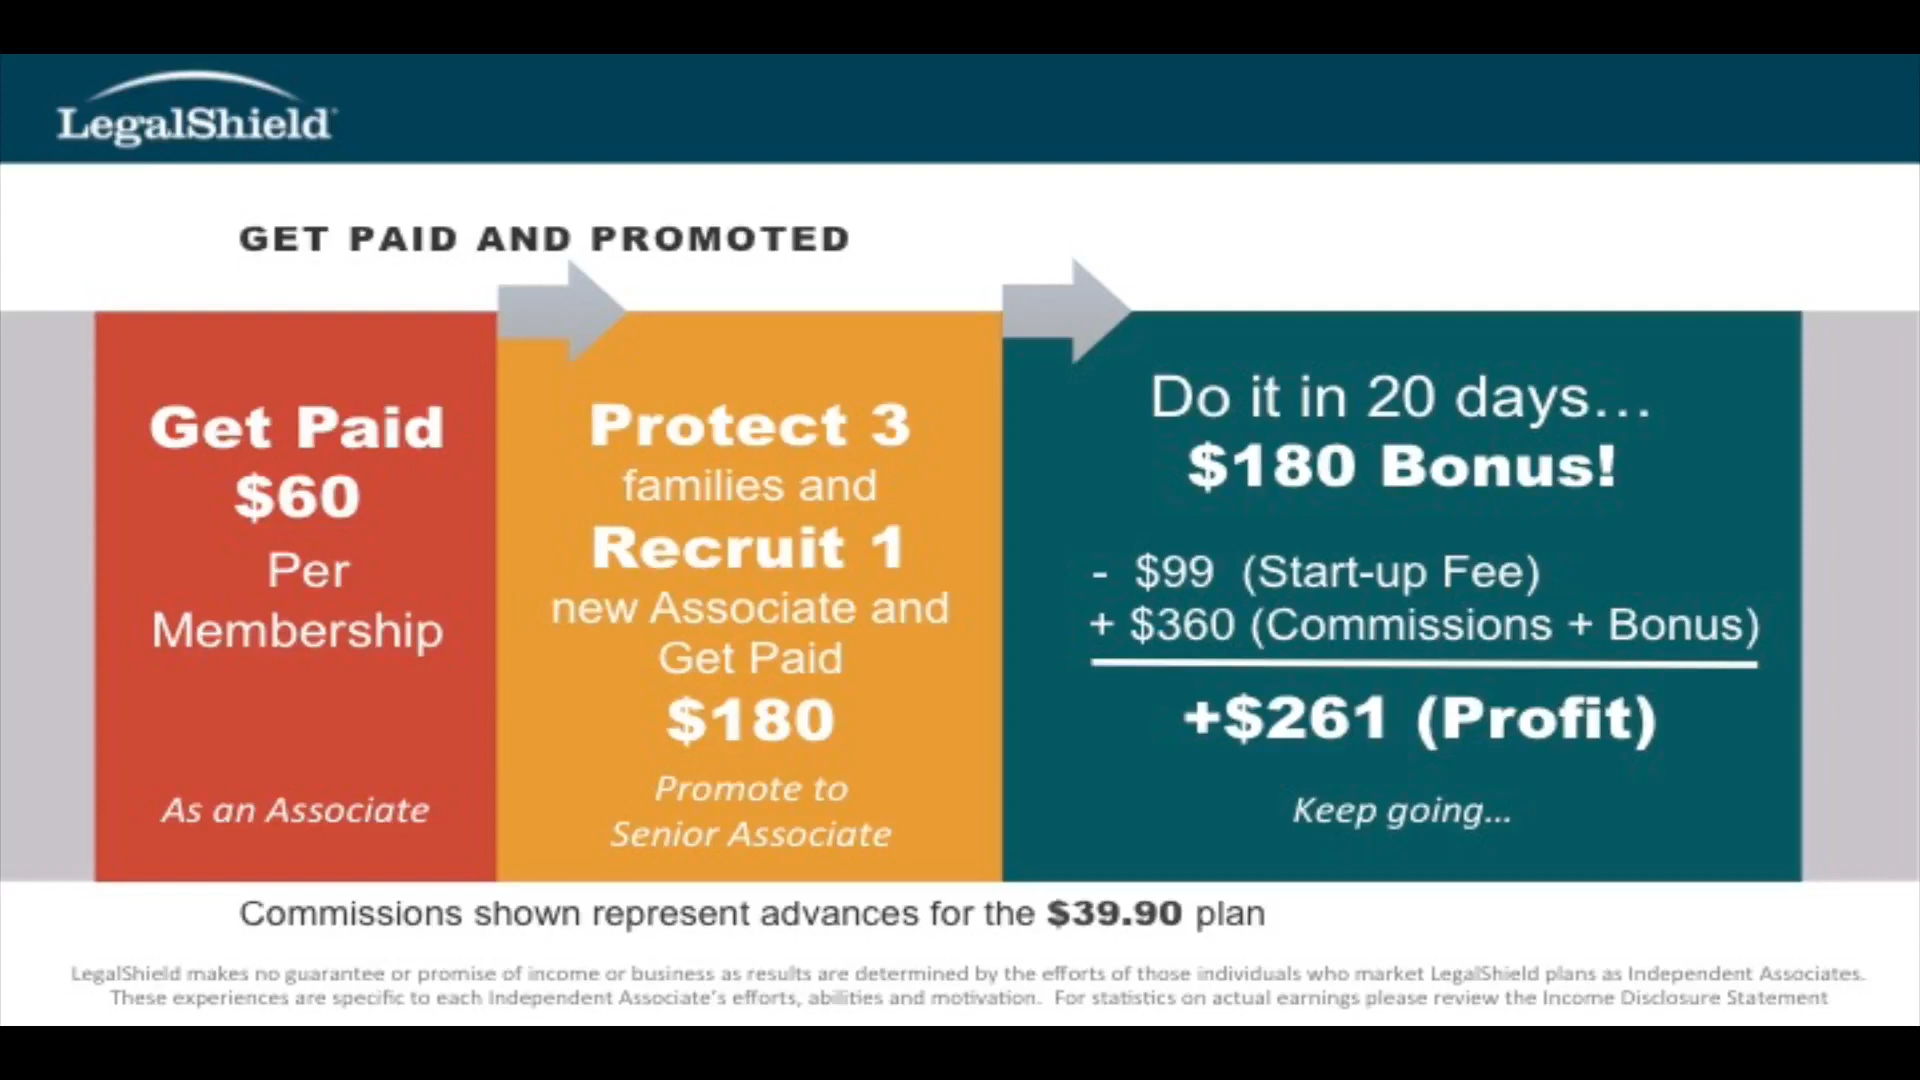 LegalShield
GET PAID AND PROMOTED
Get Paid
$60
Per
Membership
As an Associate
Protect 3
families and
Recruit 1
new Associate and
Get Paid
$180
Promote to
Senior Associate
Do it in 20 days...
$180 Bonus!
- $99 (Start-up Fee)
+ $360 (Commissions + Bonus)
+$261 (Profit)
Keep going...
Commissions shown represent advances for the $39.90 plan
LegalShield makes no guarantee or promise of income or business as results are determined by the efforts of those individuals who market LegalShield plans as Independent Associates.
These experiences are specific to each Independent Associate's efforts, abilities and motivation. For statistics on actual earnings please review the Income Disclosure Statement